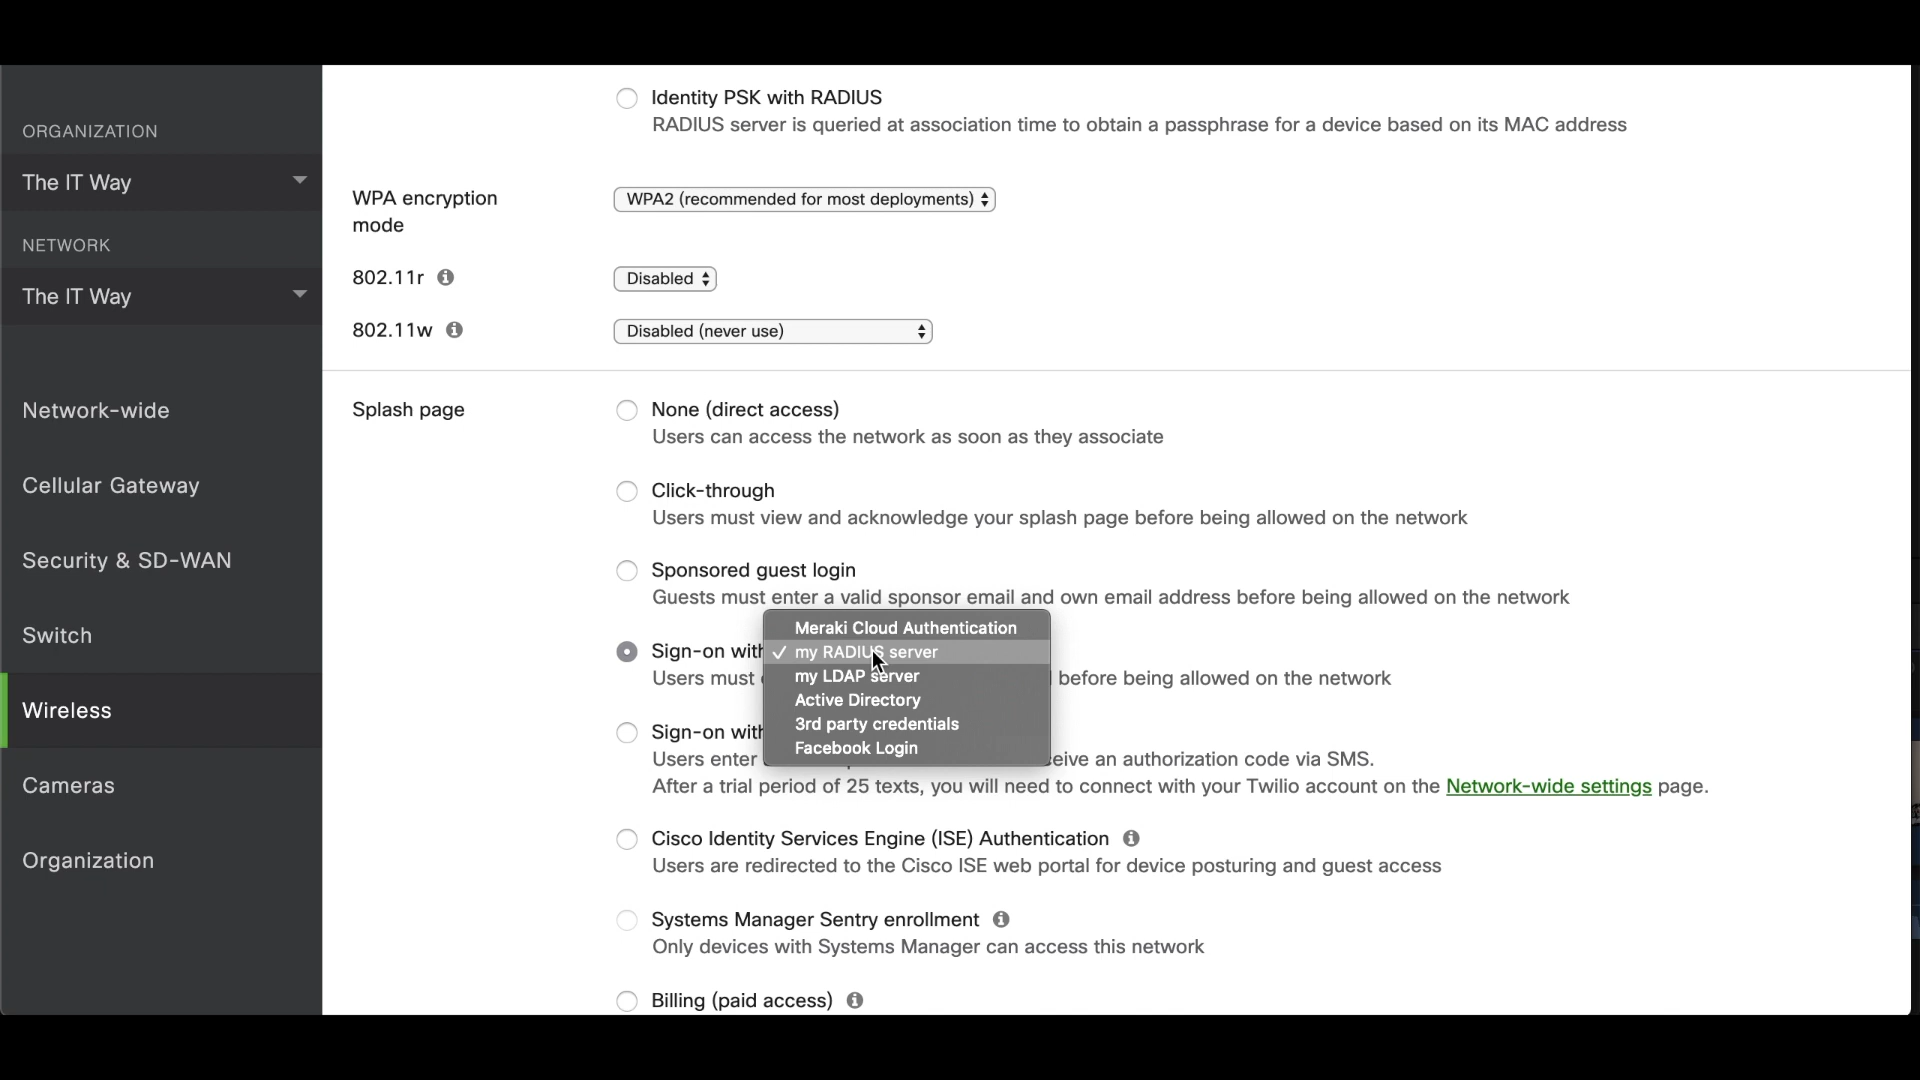 Identity PSK with RADIUS
RADIUS server is queried at association time to obtain a passphrase for a device based on its MAC address
ORGANIZATION
The IT Way
NETWORK
The IT Way
Network-wide
Cellular Gateway
Security & SD-WAN
Switch
Wireless
Cameras
Organization
WPA encryption
mode
WPA2 (recommended for most deployments)
802.11r
Disabled
802.11w
Disabled (never use)
Splash page
None (direct access)
Users can access the network as soon as they associate
Click-through
Users must view and acknowledge your splash page before being allowed on the network
Sponsored guest login
Guests must enter a valid sponsor email and own email address before being allowed on the network
Sign-on with
Users must before being allowed on the network
Meraki Cloud Authentication
✓ my RADIUS server
my LDAP server
Active Directory
3rd party credentials
Facebook Login
Sign-on with
Users enter an authorization code via SMS.
After a trial period of 25 texts, you will need to connect with your Twilio account on the Network-wide settings page.
Cisco Identity Services Engine (ISE) Authentication
Users are redirected to the Cisco ISE web portal for device posturing and guest access
Systems Manager Sentry enrollment
Only devices with Systems Manager can access this network
Billing (paid access)